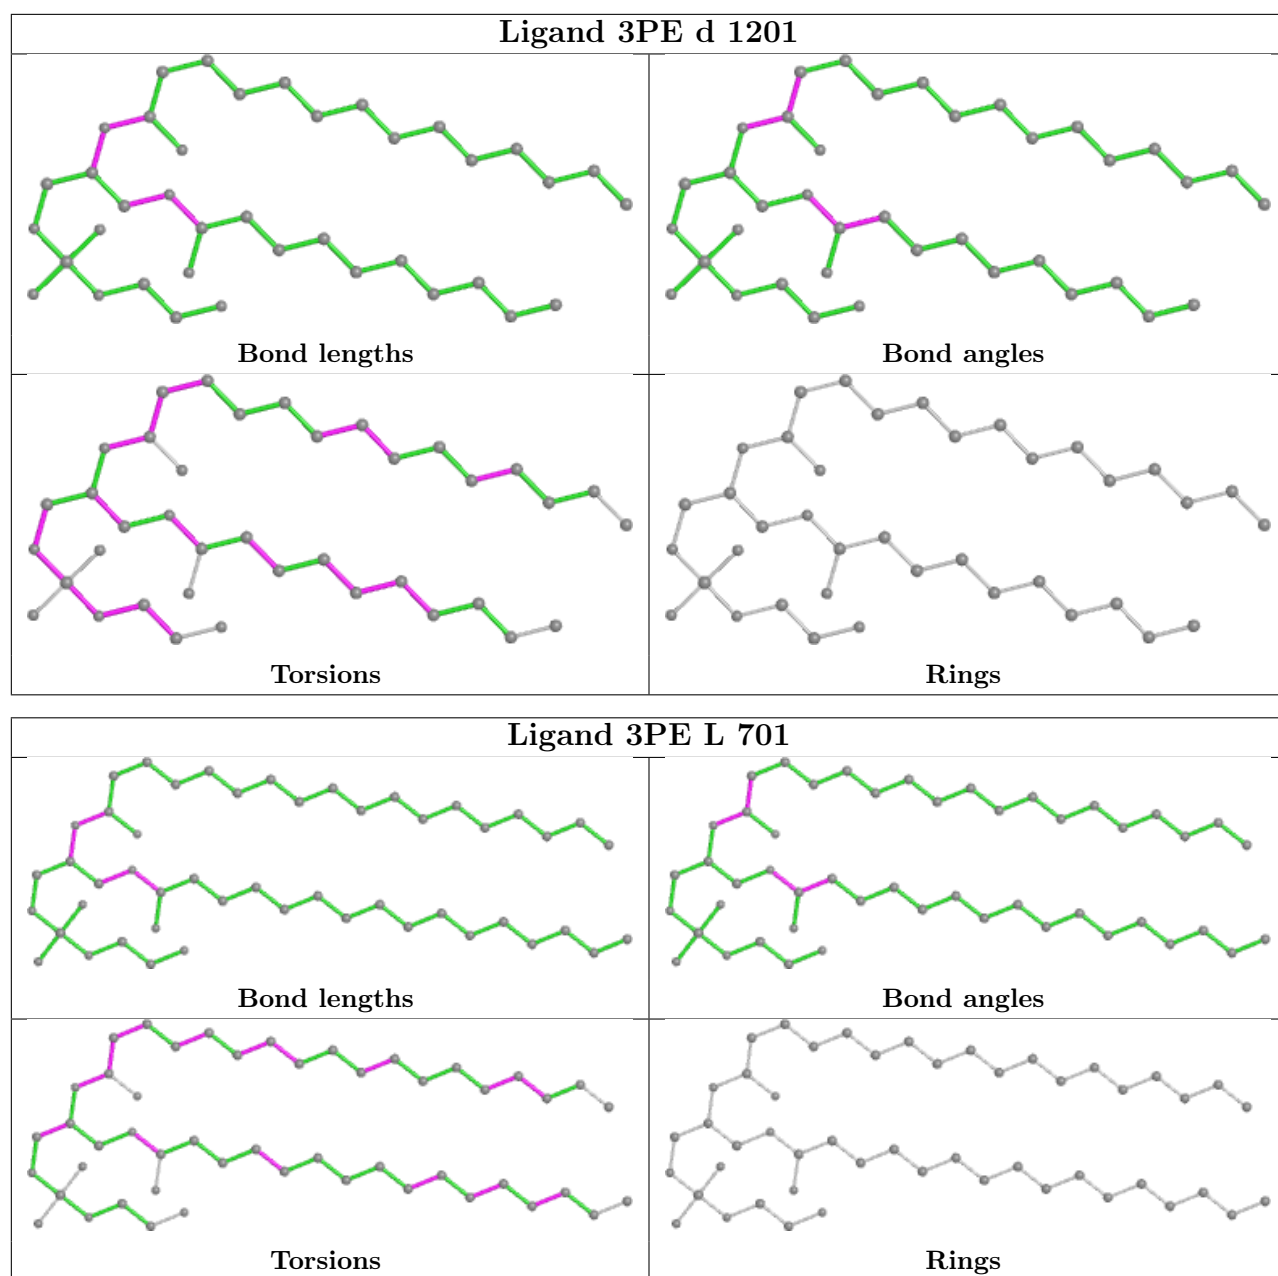 Ligand 3PE d 1201
Bond lengths
Bond angles
Torsions
Rings
Ligand 3PE L 701
Bond lengths
Bond angles
Torsions
Rings